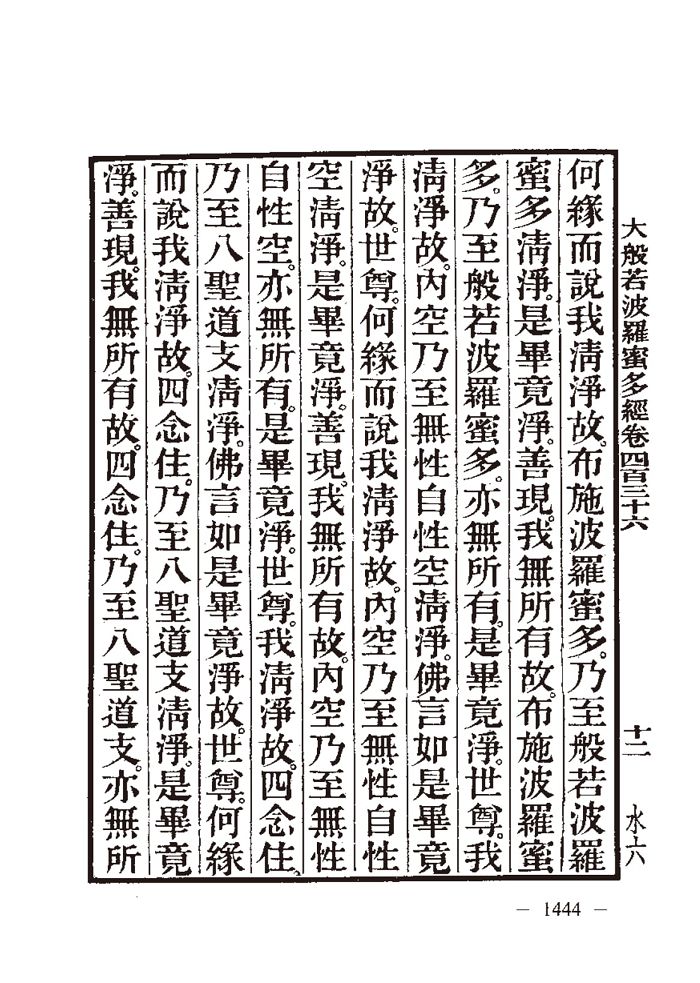 大般若波羅蜜多經卷四百三十六
十二
水六
何緣而說我淸淨故。布施波羅蜜多。乃至般若波羅
蜜多淸淨。是畢竟淨。善現。我無所有故。布施波羅蜜
多。乃至般若波羅蜜多。亦無所有。是畢竟淨。世尊。我
淸淨故。內空乃至無性自性空淸淨。佛言如是畢竟
淨故。世尊。何緣而說我淸淨故。內空乃至無性自性
空淸淨。是畢竟淨。善現。我無所有故。內空乃至無性
自性空。亦無所有。是畢竟淨。世尊。我淸淨故。四念住
乃至八聖道支淸淨。佛言如是畢竟淨故。世尊。何緣
而說我淸淨故。四念住。乃至八聖道支淸淨。是畢竟
淨。善現。我無所有故。四念住。乃至八聖道支。亦無所
— 1444 —